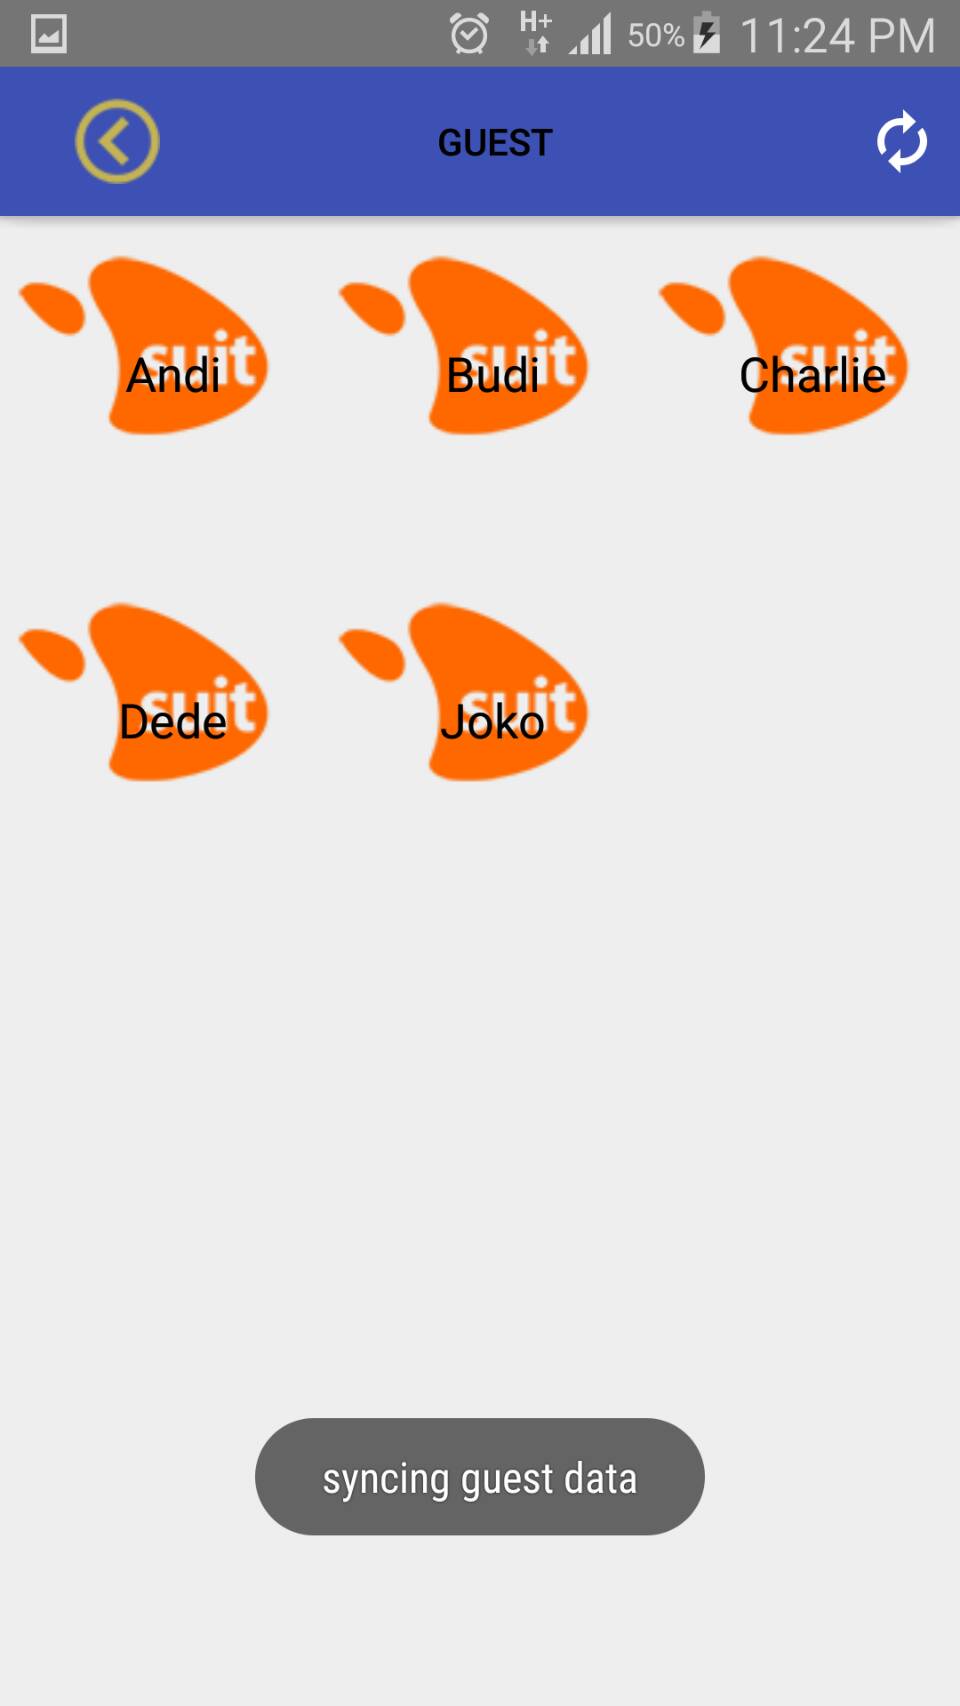 H+ 50% 11:24 PM
GUEST
suit suit suit
Andi Budi Charlie
suit suit
Dede Joko
syncing guest data